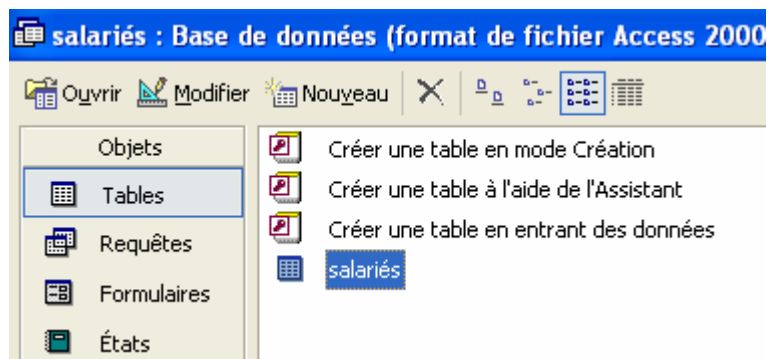 salariés : Base de données (format de fichier Access 2000
Ouvrir Modifier Nouveau
Objets
Créer une table en mode Création
Tables
Créer une table à l'aide de l'Assistant
Requêtes
Créer une table en entrant des données
salariés
Formulaires
États